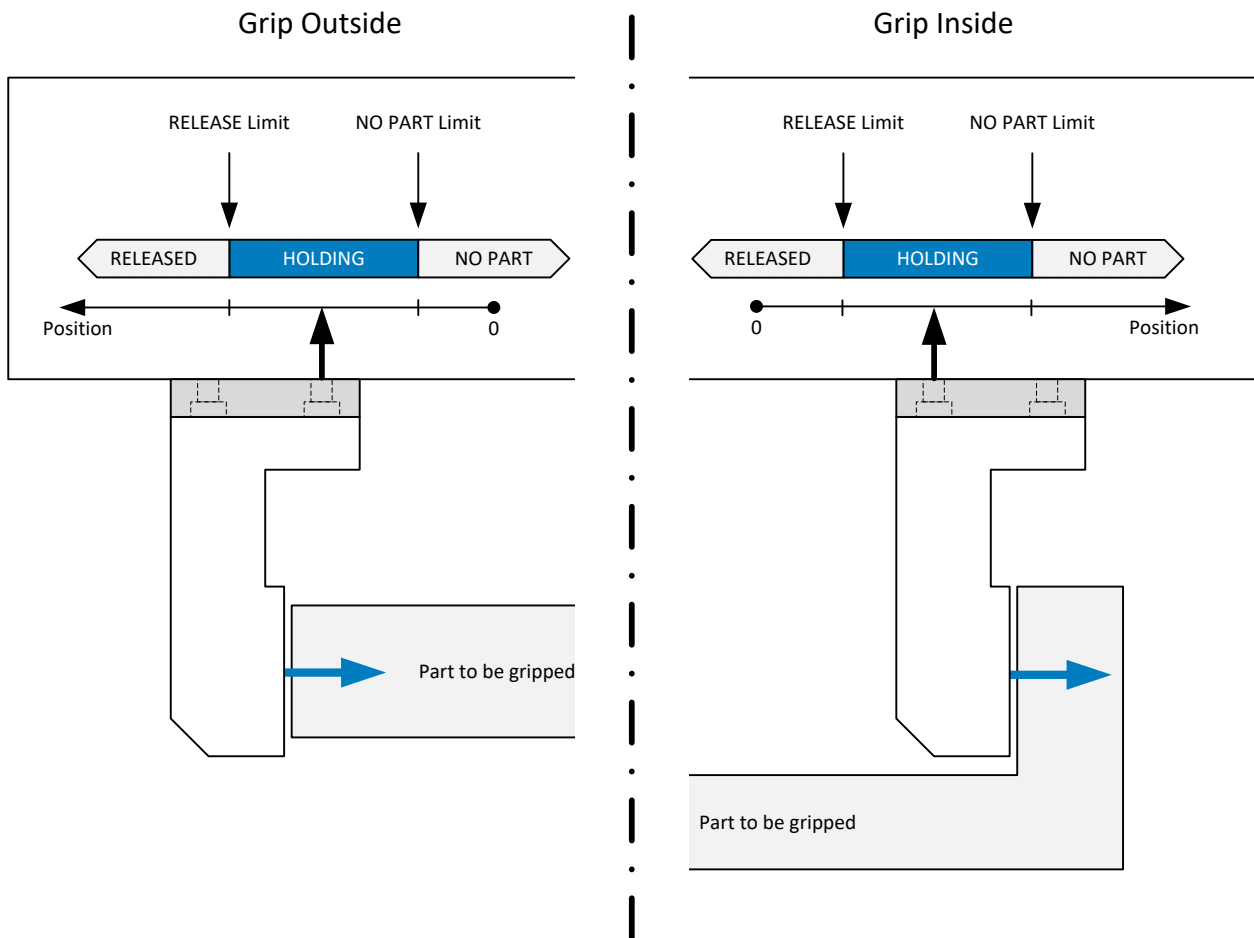 Grip Outside
RELEASE Limit
NO PART Limit
RELEASED
HOLDING
NO PART
Position
0
Part to be gripped
Grip Inside
RELEASE Limit
NO PART Limit
RELEASED
HOLDING
NO PART
0
Position
Part to be gripped